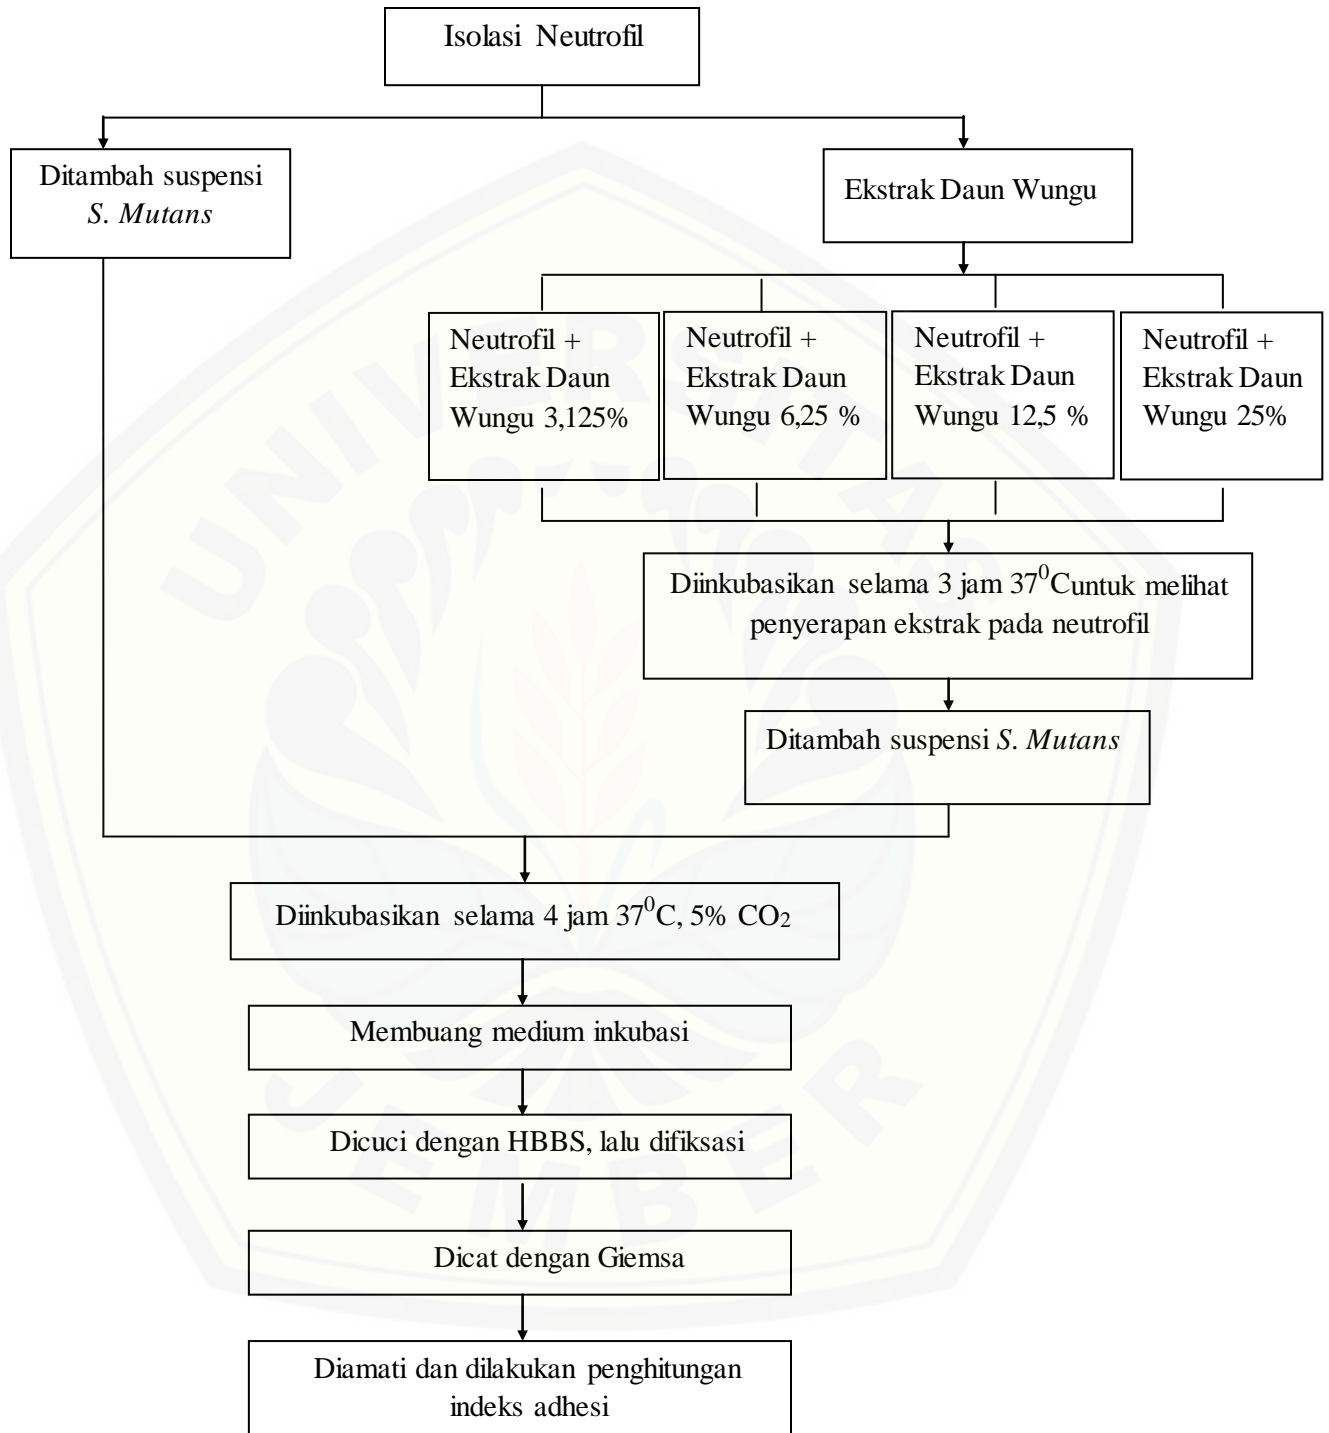 Isolasi Neutrofil
Ditambah suspensi
S. Mutans
Ekstrak Daun Wungu
Neutrofil +
Ekstrak Daun
Wungu 3,125%
Neutrofil +
Ekstrak Daun
Wungu 6,25 %
Neutrofil +
Ekstrak Daun
Wungu 12,5 %
Neutrofil +
Ekstrak Daun
Wungu 25%
Diinkubasikan selama 3 jam 37⁰Cuntuk melihat
penyerapan ekstrak pada neutrofil
Ditambah suspensi S. Mutans
Diinkubasikan selama 4 jam 37⁰C, 5% CO₂
Membuang medium inkubasi
Dicuci dengan HBBS, lalu difiksasi
Dicat dengan Giemsa
Diamati dan dilakukan penghitungan
indeks adhesi
UNIVERSITAS
JEMBER